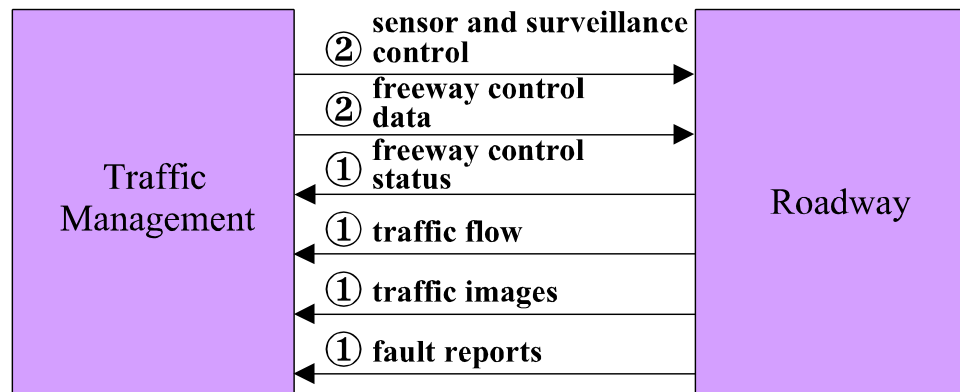 Traffic
Management
② sensor and surveillance
control
② freeway control
data
① freeway control
status
① traffic flow
① traffic images
① fault reports
Roadway